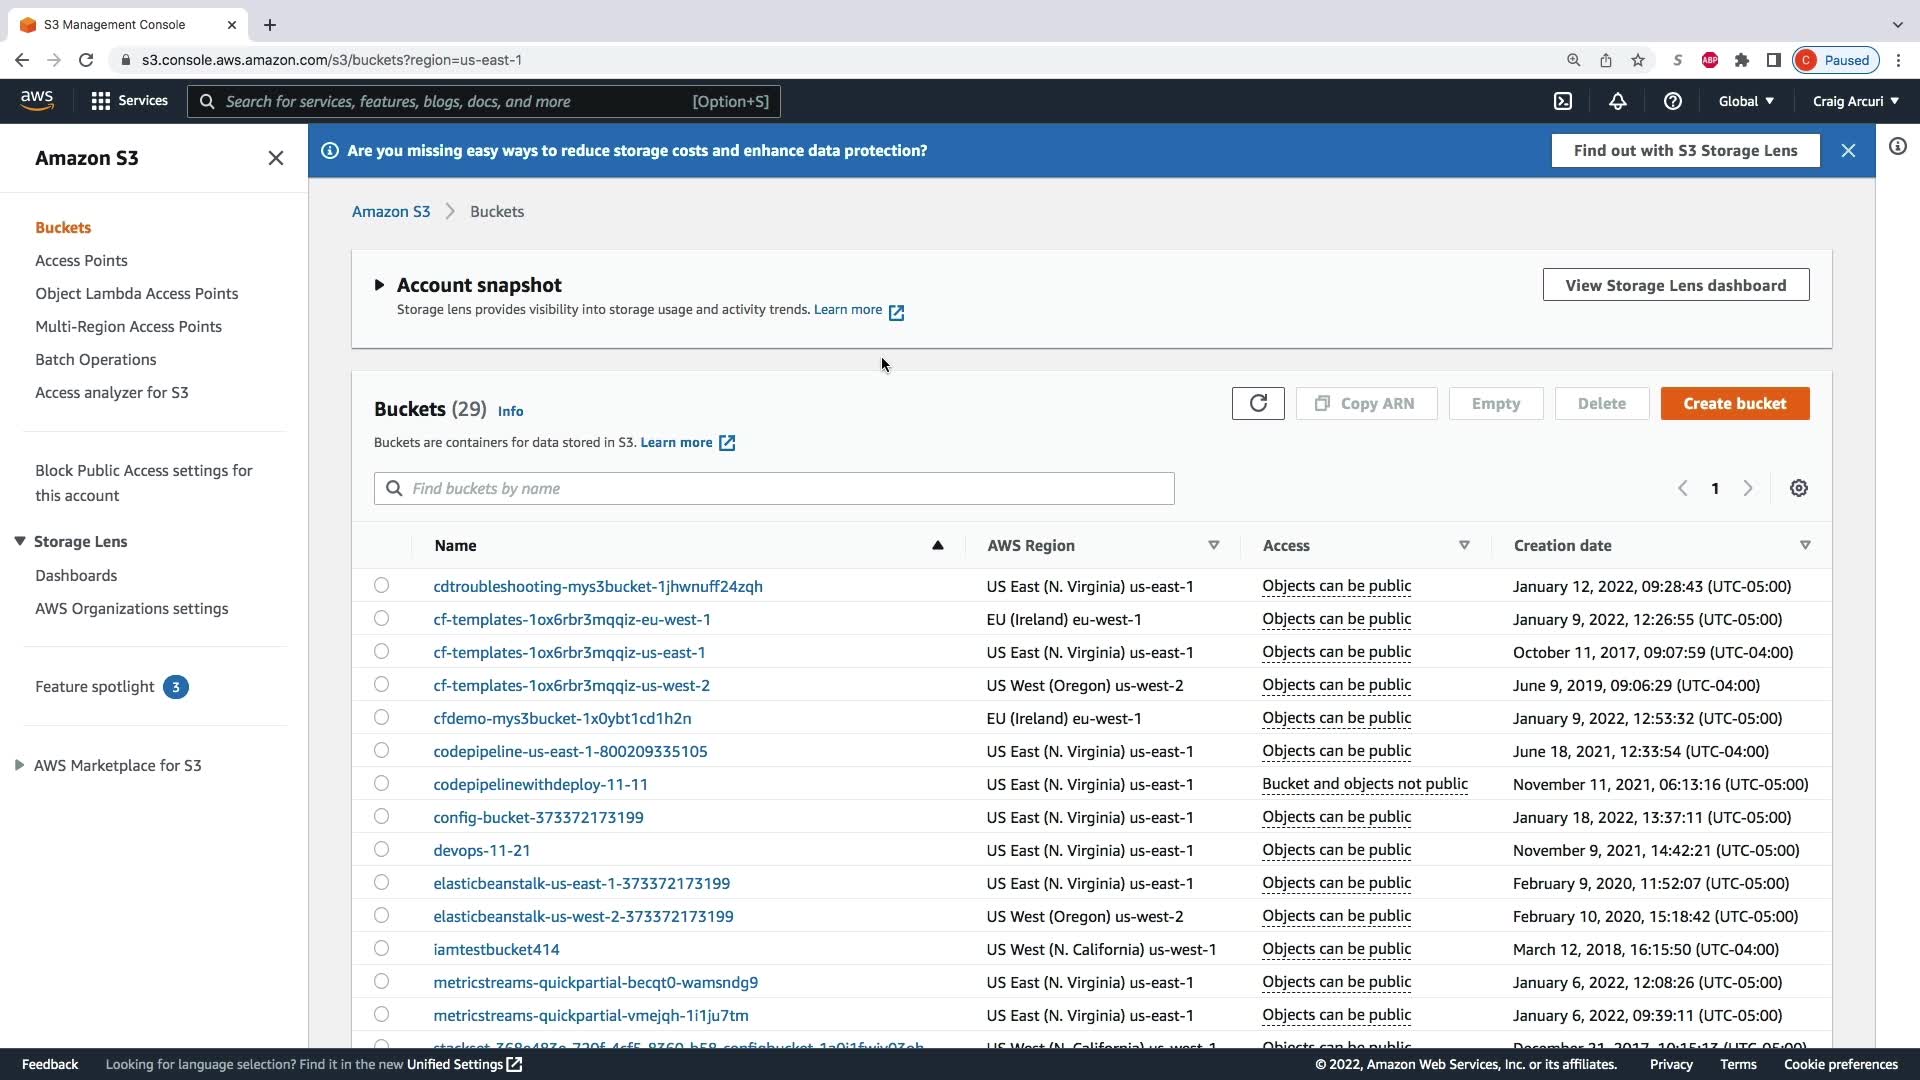 S3 Management Console
s3.console.aws.amazon.com/s3/buckets?region=us-east-1
S
ABP
C
Paused
aws
Services
Search for services, features, blogs, docs, and more
[Option+S]
Global
Craig Arcuri
Amazon S3
Are you missing easy ways to reduce storage costs and enhance data protection?
Find out with S3 Storage Lens
Buckets
Access Points
Object Lambda Access Points
Multi-Region Access Points
Batch Operations
Access analyzer for S3
Block Public Access settings for
this account
Storage Lens
Dashboards
AWS Organizations settings
Feature spotlight 3
AWS Marketplace for S3
Amazon S3 Buckets
Account snapshot
Storage lens provides visibility into storage usage and activity trends. Learn more
View Storage Lens dashboard
Buckets (29) Info
Buckets are containers for data stored in S3. Learn more
Copy ARN
Empty
Delete
Create bucket
Find buckets by name
1
Name AWS Region Access Creation date
cdtroubleshooting-mys3bucket-1jhwnuff24zqh US East (N. Virginia) us-east-1 Objects can be public January 12, 2022, 09:28:43 (UTC-05:00)
cf-templates-1ox6rbr3mqqiz-eu-west-1 EU (Ireland) eu-west-1 Objects can be public January 9, 2022, 12:26:55 (UTC-05:00)
cf-templates-1ox6rbr3mqqiz-us-east-1 US East (N. Virginia) us-east-1 Objects can be public October 11, 2017, 09:07:59 (UTC-04:00)
cf-templates-1ox6rbr3mqqiz-us-west-2 US West (Oregon) us-west-2 Objects can be public June 9, 2019, 09:06:29 (UTC-04:00)
cfdemo-mys3bucket-1x0ybt1cd1h2n EU (Ireland) eu-west-1 Objects can be public January 9, 2022, 12:53:32 (UTC-05:00)
codepipeline-us-east-1-800209335105 US East (N. Virginia) us-east-1 Objects can be public June 18, 2021, 12:33:54 (UTC-04:00)
codepipelinewithdeploy-11-11 US East (N. Virginia) us-east-1 Bucket and objects not public November 11, 2021, 06:13:16 (UTC-05:00)
config-bucket-373372173199 US East (N. Virginia) us-east-1 Objects can be public January 18, 2022, 13:37:11 (UTC-05:00)
devops-11-21 US East (N. Virginia) us-east-1 Objects can be public November 9, 2021, 14:42:21 (UTC-05:00)
elasticbeanstalk-us-east-1-373372173199 US East (N. Virginia) us-east-1 Objects can be public February 9, 2020, 11:52:07 (UTC-05:00)
elasticbeanstalk-us-west-2-373372173199 US West (Oregon) us-west-2 Objects can be public February 10, 2020, 15:18:42 (UTC-05:00)
iamtestbucket414 US West (N. California) us-west-1 Objects can be public March 12, 2018, 16:15:50 (UTC-04:00)
metricstreams-quickpartial-becqt0-wamsndg9 US East (N. Virginia) us-east-1 Objects can be public January 6, 2022, 12:08:26 (UTC-05:00)
metricstreams-quickpartial-vmejqh-1i1ju7tm US East (N. Virginia) us-east-1 Objects can be public January 6, 2022, 09:39:11 (UTC-05:00)
US West (N. California) us-west-1 Objects can be public December 21, 2017, 10:15:13 (UTC-05:00)
Feedback
Looking for language selection? Find it in the new Unified Settings
© 2022, Amazon Web Services, Inc. or its affiliates.
Privacy
Terms
Cookie preferences